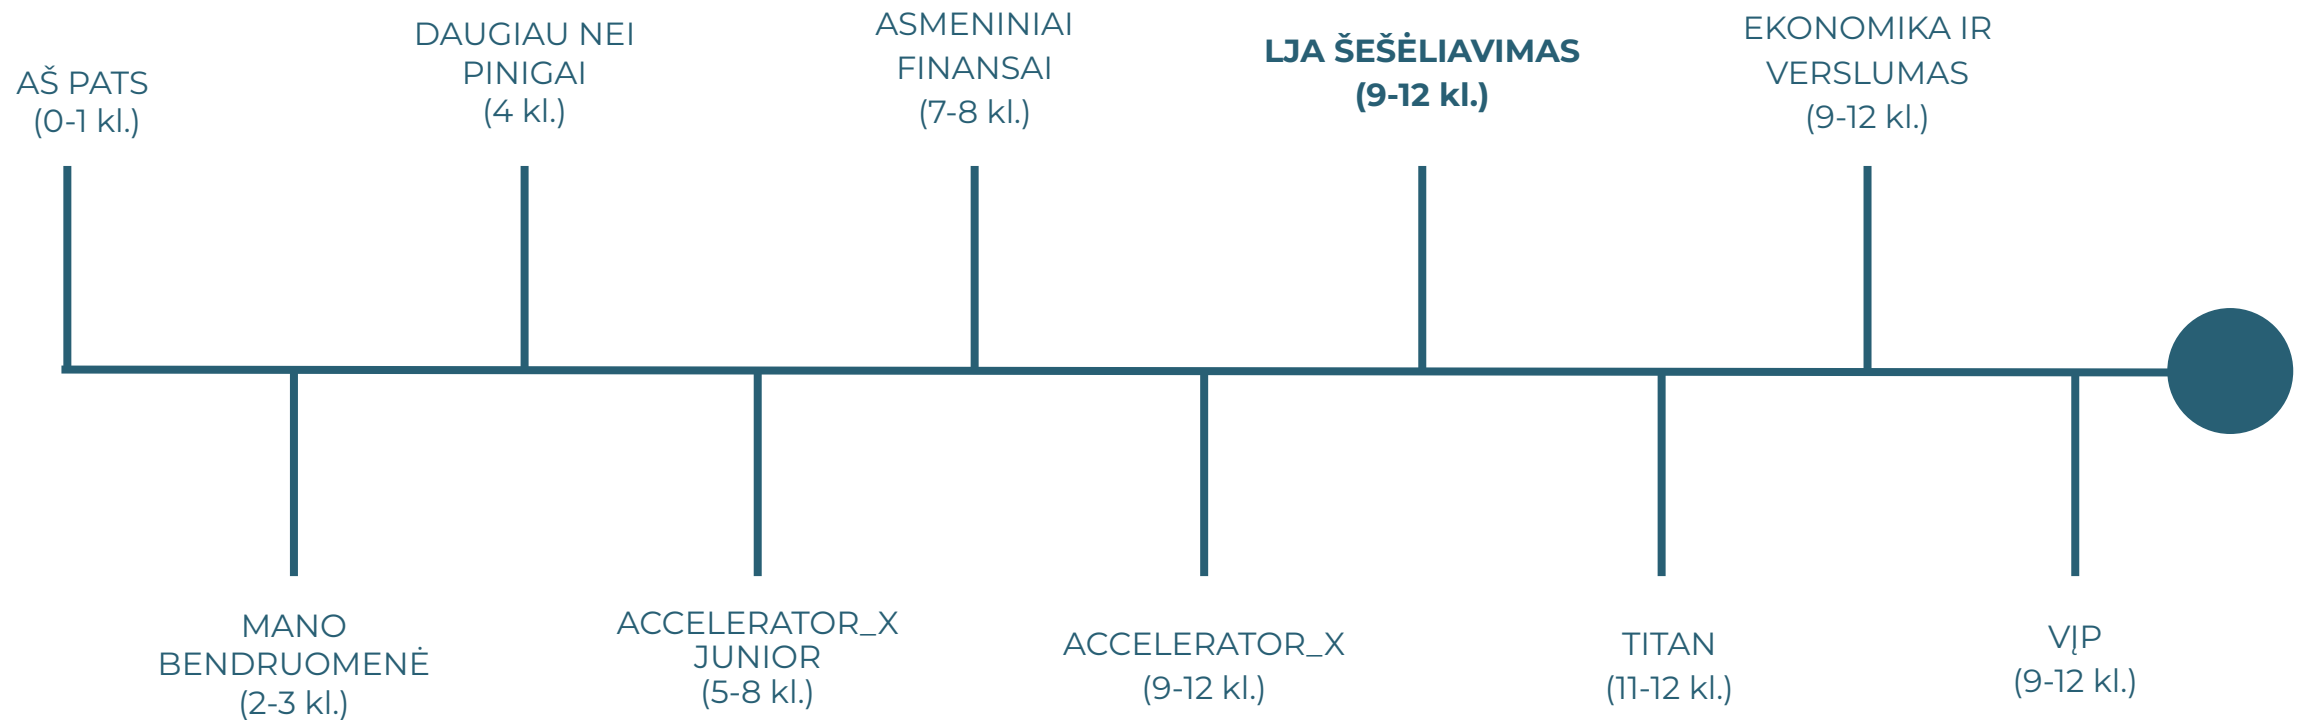 AŠ PATS
(0-1 kl.)
DAUGIAU NEI
PINIGAI
(4 kl.)
ASMENINIAI
FINANSAI
(7-8 kl.)
LJA ŠEŠĖLIAVIMAS
(9-12 kl.)
EKONOMIKA IR
VERSLUMAS
(9-12 kl.)
MANO
BENDRUOMENĖ
(2-3 kl.)
ACCELERATOR_X
JUNIOR
(5-8 kl.)
ACCELERATOR_X
(9-12 kl.)
TITAN
(11-12 kl.)
VĮP
(9-12 kl.)